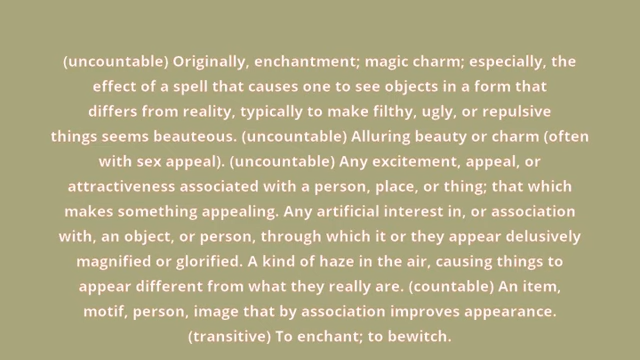 (uncountable) Originally, enchantment; magic charm; especially, the
effect of a spell that causes one to see objects in a form that
differs from reality, typically to make filthy, ugly, or repulsive
things seems beauteous. (uncountable) Alluring beauty or charm (often
with sex appeal). (uncountable) Any excitement, appeal, or
attractiveness associated with a person, place, or thing; that which
makes something appealing. Any artificial interest in, or association
with, an object, or person, through which it or they appear delusively
magnified or glorified. A kind of haze in the air, causing things to
appear different from what they really are. (countable) An item,
motif, person, image that by association improves appearance.
(transitive) To enchant; to bewitch.